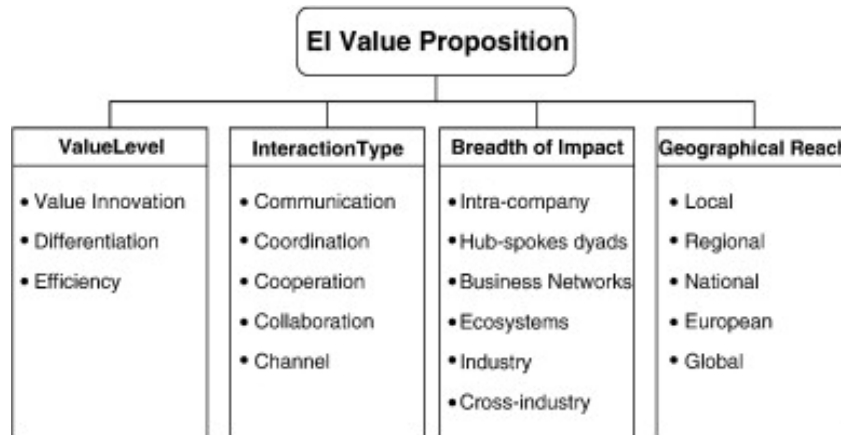 EI Value Proposition
ValueLevel
• Value Innovation
• Differentiation
• Efficiency
InteractionType
• Communication
• Coordination
• Cooperation
• Collaboration
• Channel
Breadth of Impact
• Intra-company
• Hub-spokes dyads
• Business Networks
• Ecosystems
• Industry
• Cross-industry
Geographical Reach
• Local
• Regional
• National
• European
• Global